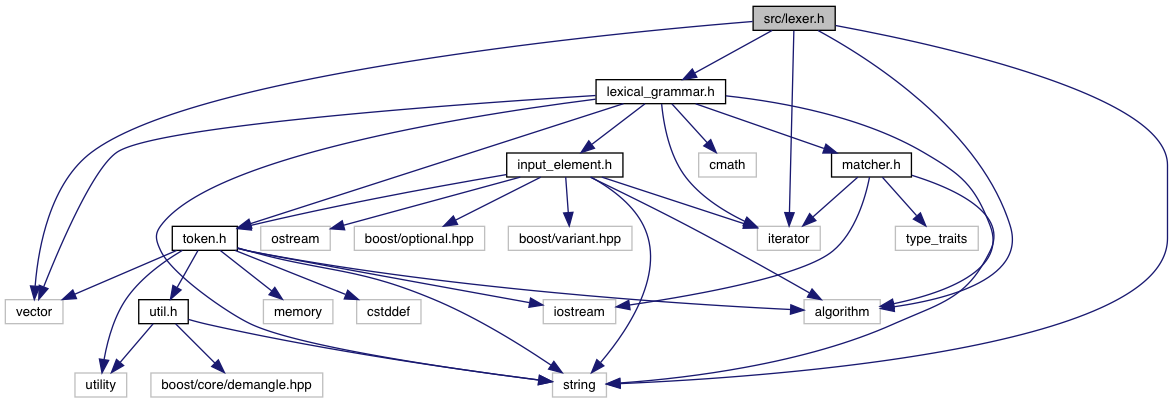 src/lexer.h
lexical_grammar.h
input_element.h
cmath
matcher.h
token.h
ostream
boost/optional.hpp
boost/variant.hpp
iterator
type_traits
vector
util.h
memory
cstddef
iostream
algorithm
utility
boost/core/demangle.hpp
string